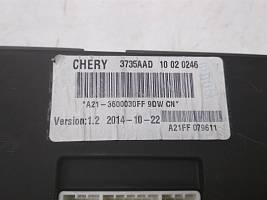 CHERY 3735AAD 10 02 0246
*A21-3600030FF 9DW CN*
Version:1.2 2014-10-22
A21FF 079611